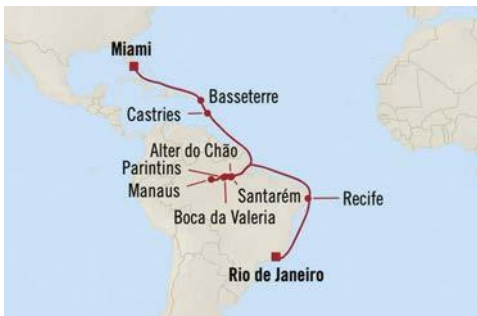 Miami
Basseterre
Castries
Alter do Chão
Parintins
Manaus
Santarém
Boca da Valeria
Recife
Rio de Janeiro